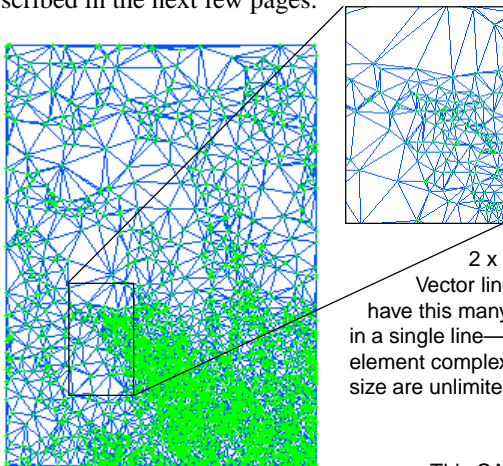 scribed in the next few pages.
2 x
Vector lin
have this many
in a single line—
element complex
size are unlimite